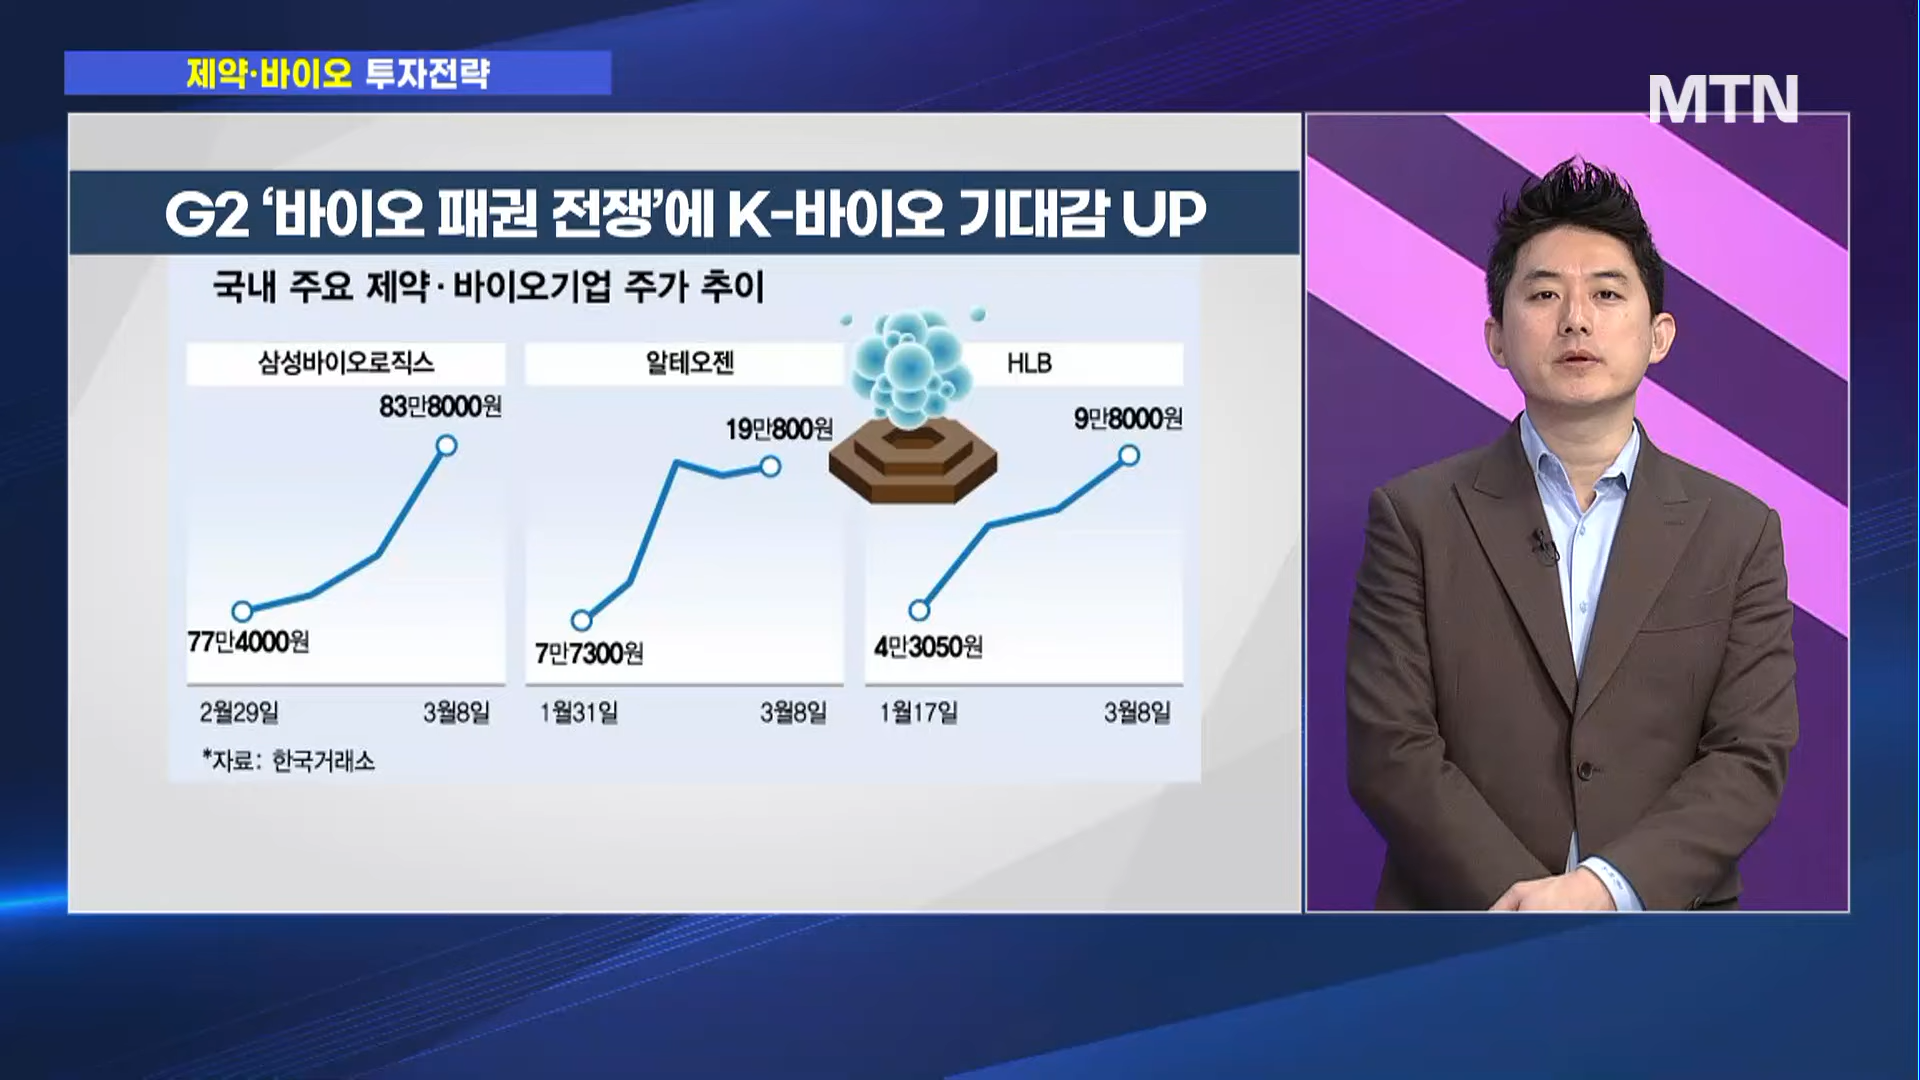 제약·바이오 투자전략
MTN
G2 ‘바이오 패권 전쟁’에 K-바이오 기대감 UP
국내 주요 제약·바이오기업 주가 추이
삼성바이오로직스
83만8000원
77만4000원
2월29일 3월8일
알테오젠
19만800원
7만7300원
1월31일 3월8일
HLB
9만8000원
4만3050원
1월17일 3월8일
*자료: 한국거래소